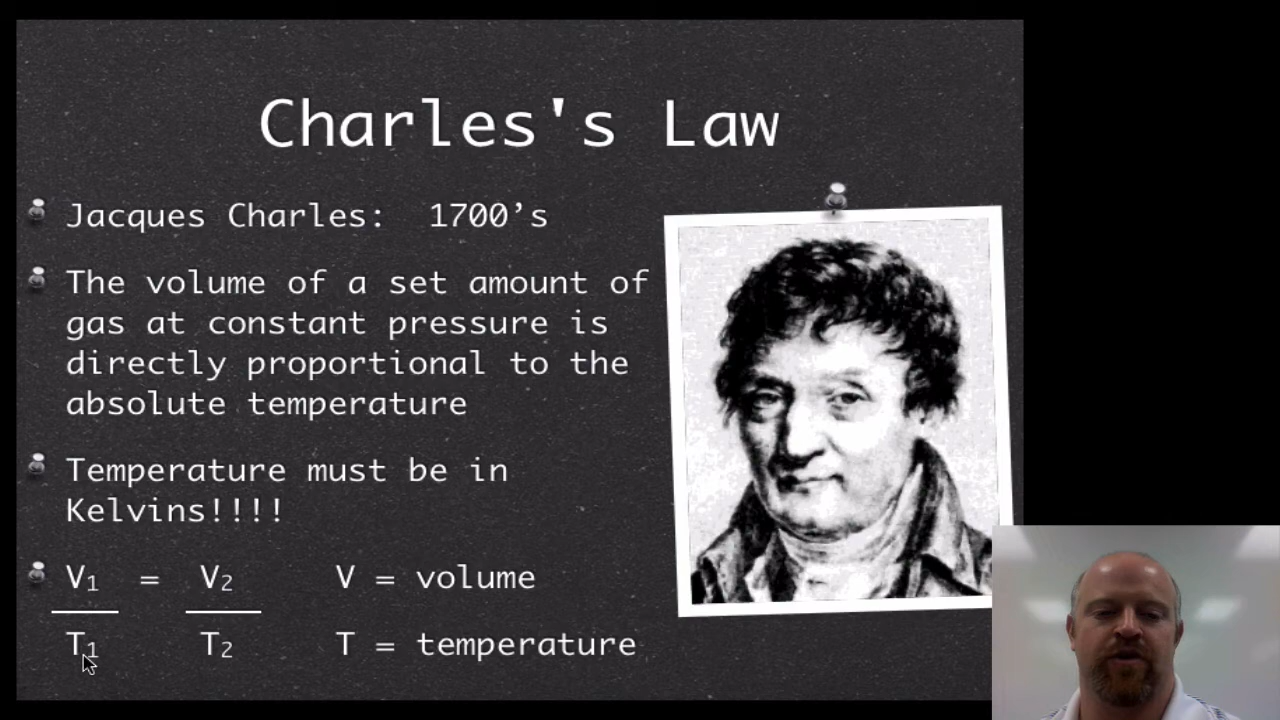 Charles's Law
Jacques Charles: 1700’s
The volume of a set amount of
gas at constant pressure is
directly proportional to the
absolute temperature
Temperature must be in
Kelvins!!!!
V₁ = V₂ V = volume
T₁ T₂ T = temperature